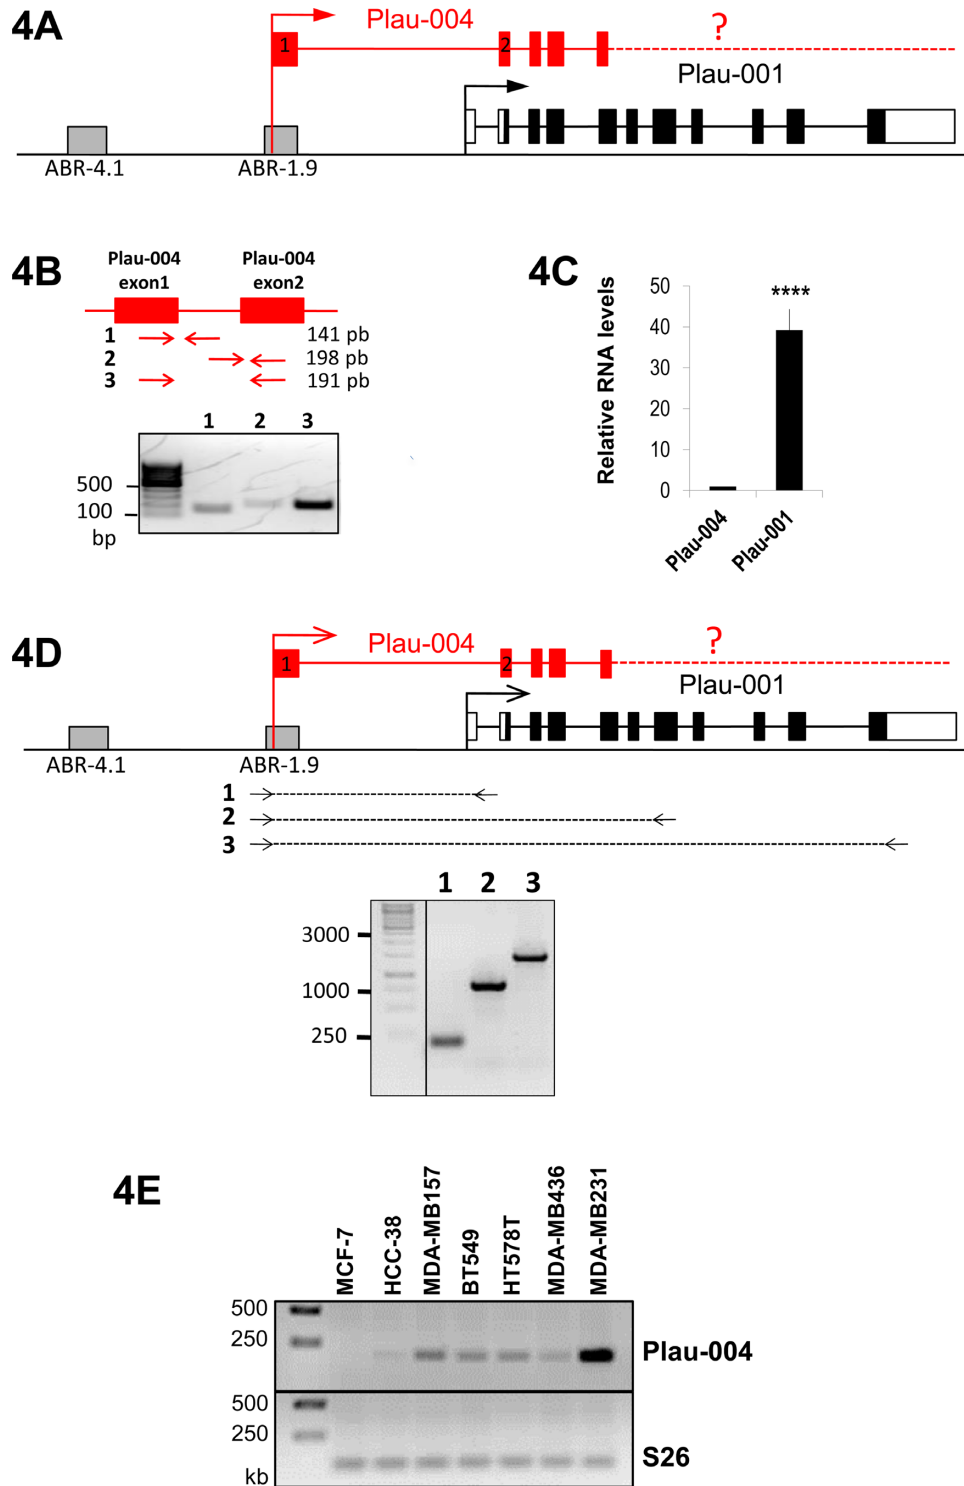 4A
Plau-004
?
1
2
Plau-001
ABR-4.1
ABR-1.9
4B
Plau-004 exon1
Plau-004 exon2
1 141 pb
2 198 pb
3 191 pb
1 2 3
500
100
bp
4C
Relative RNA levels
50
40
30
20
10
0
****
Plau-004
Plau-001
4D
Plau-004
?
1
2
Plau-001
ABR-4.1
ABR-1.9
1
2
3
1 2 3
3000
1000
250
4E
MCF-7
HCC-38
MDA-MB157
BT549
HT578T
MDA-MB436
MDA-MB231
500
250
Plau-004
500
250
kb
S26